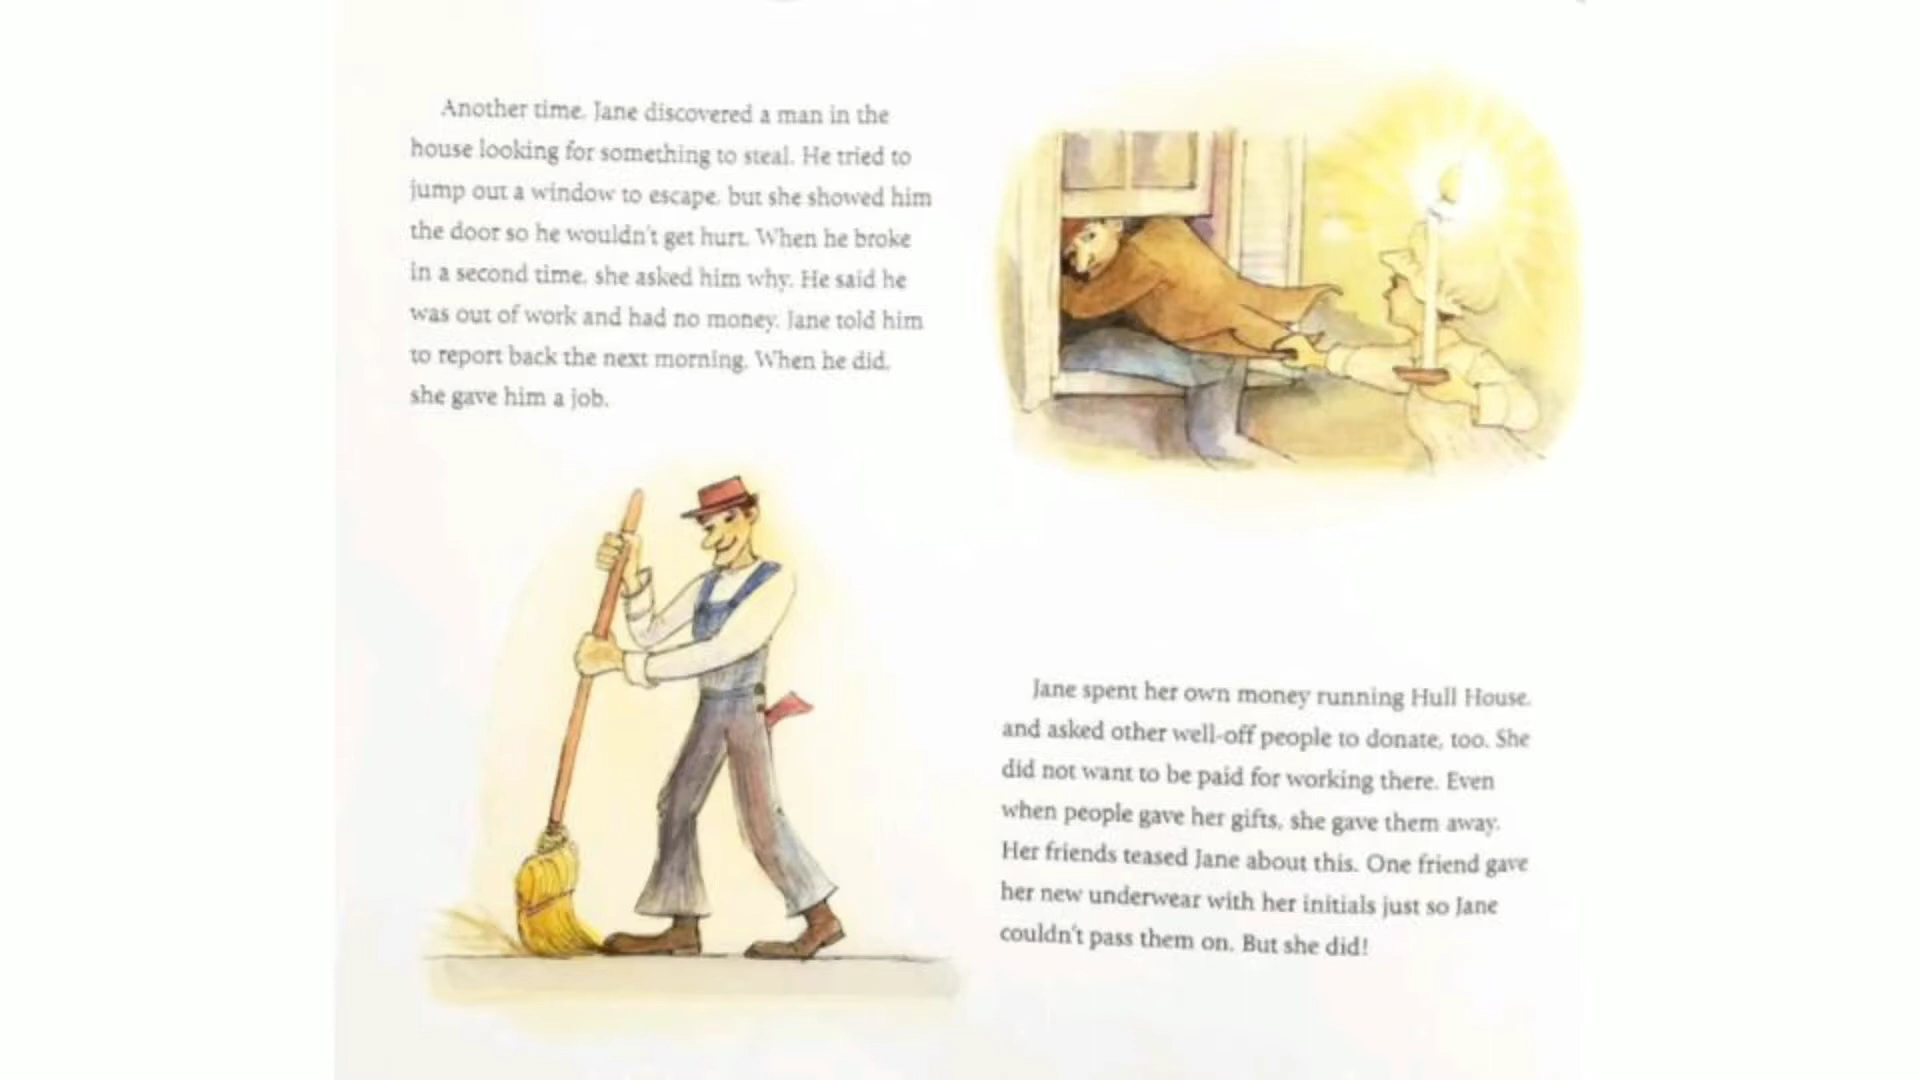 Another time, Jane discovered a man in the
house looking for something to steal. He tried to
jump out a window to escape, but she showed him
the door so he wouldn't get hurt. When he broke
in a second time, she asked him why. He said he
was out of work and had no money. Jane told him
to report back the next morning. When he did,
she gave him a job.
Jane spent her own money running Hull House,
and asked other well-off people to donate, too. She
did not want to be paid for working there. Even
when people gave her gifts, she gave them away.
Her friends teased Jane about this. One friend gave
her new underwear with her initials just so Jane
couldn't pass them on. But she did!